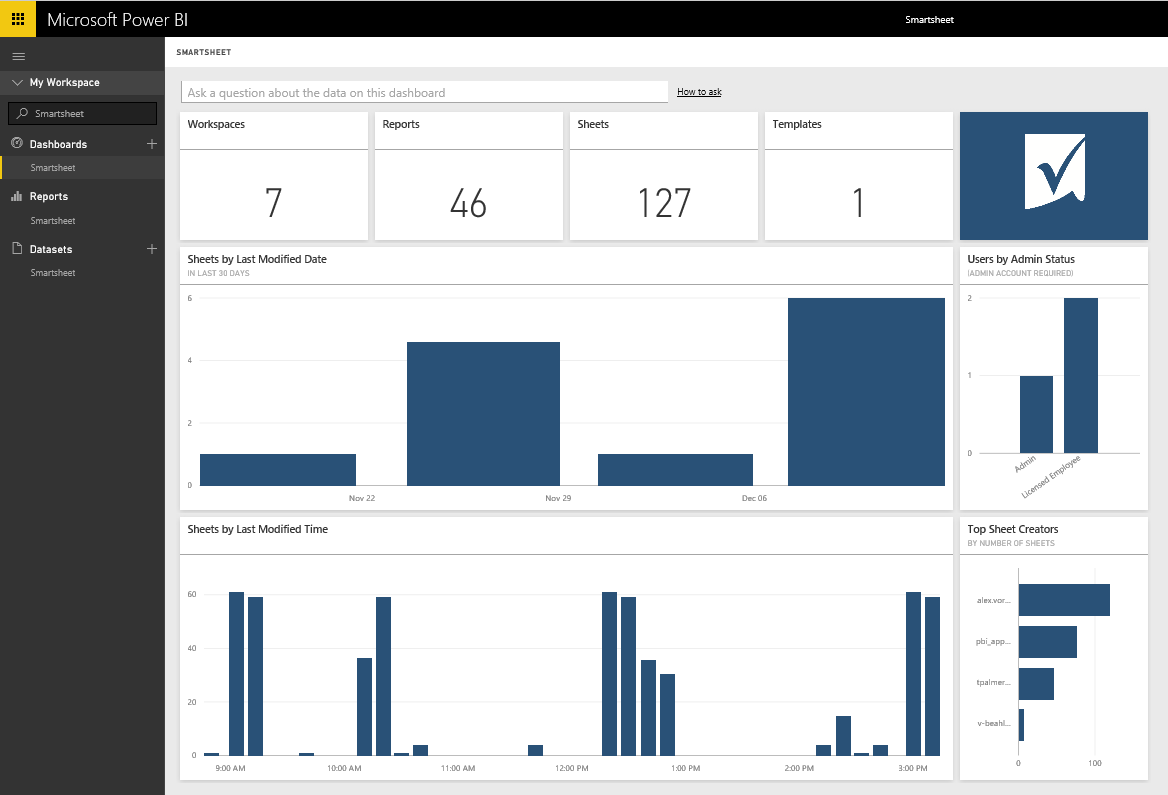 Microsoft Power BI
Smartsheet
SMARTSHEET
My Workspace
Smartsheet
Dashboards
Smartsheet
Reports
Smartsheet
Datasets
Smartsheet
Ask a question about the data on this dashboard
How to ask
Workspaces
7
Reports
46
Sheets
127
Templates
1
Sheets by Last Modified Date
IN LAST 30 DAYS
6
4
2
0
Nov 22 Nov 29 Dec 06
Users by Admin Status
(ADMIN ACCOUNT REQUIRED)
2
1
0
Admin
Licensed Employee
Sheets by Last Modified Time
60
40
20
0
9:00 AM 10:00 AM 11:00 AM 12:00 PM 1:00 PM 2:00 PM 3:00 PM
Top Sheet Creators
BY NUMBER OF SHEETS
alex.vor...
pbi_app...
tpalmer...
v-beahl...
0 100